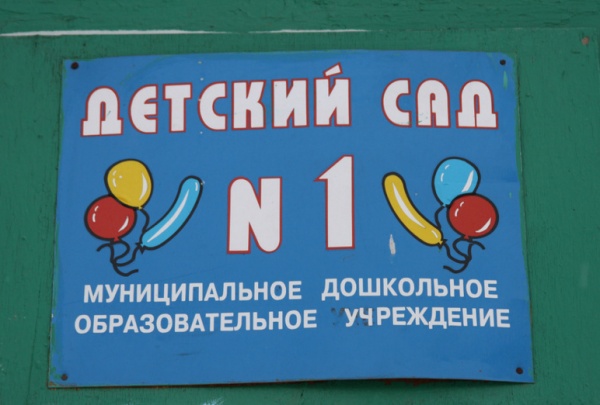 ДЕТСКИЙ САД
N 1
МУНИЦИПАЛЬНОЕ ДОШКОЛЬНОЕ
ОБРАЗОВАТЕЛЬНОЕ УЧРЕЖДЕНИЕ